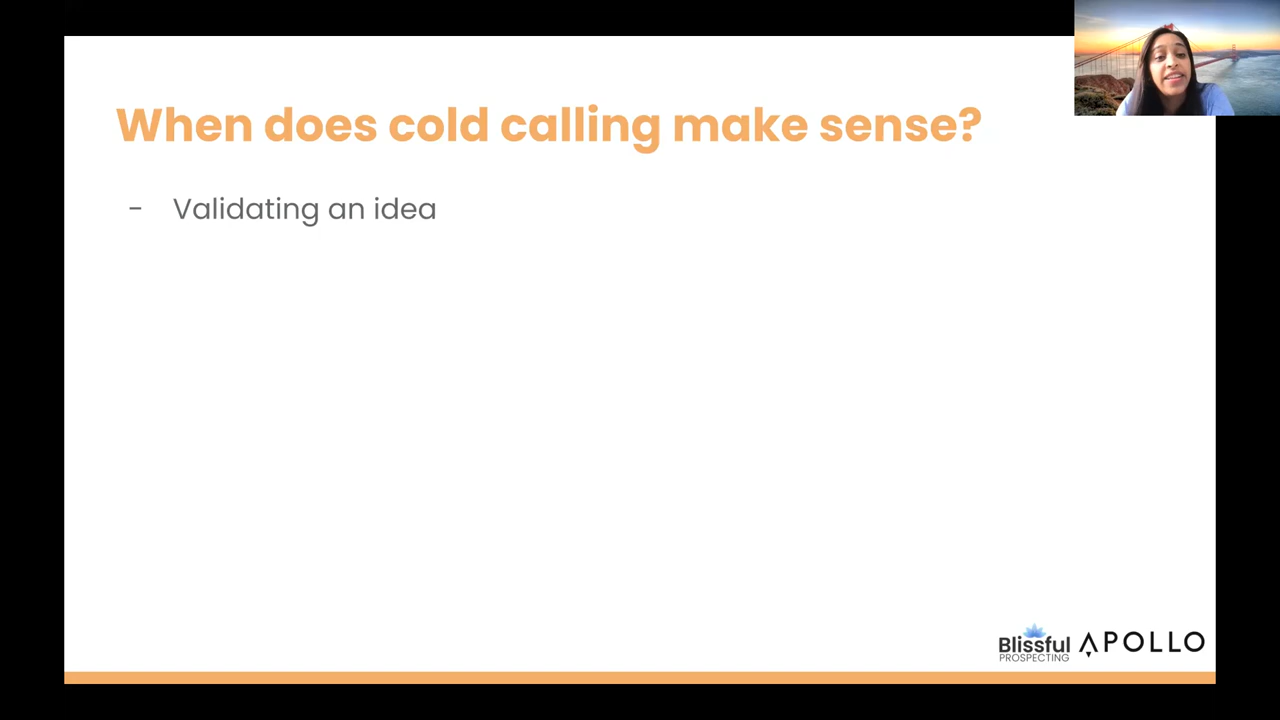 When does cold calling make sense?
- Validating an idea
Blissful APOLLO
PROSPECTING